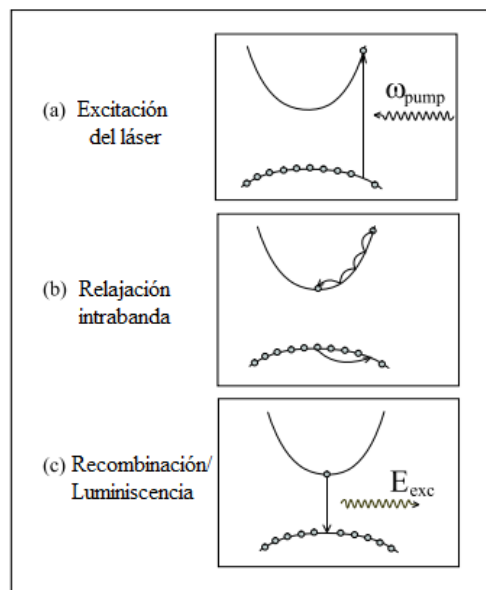 (a) Excitación
del láser
ωpump
(b) Relajación
intrabanda
(c) Recombinación/
Luminiscencia
Eexc